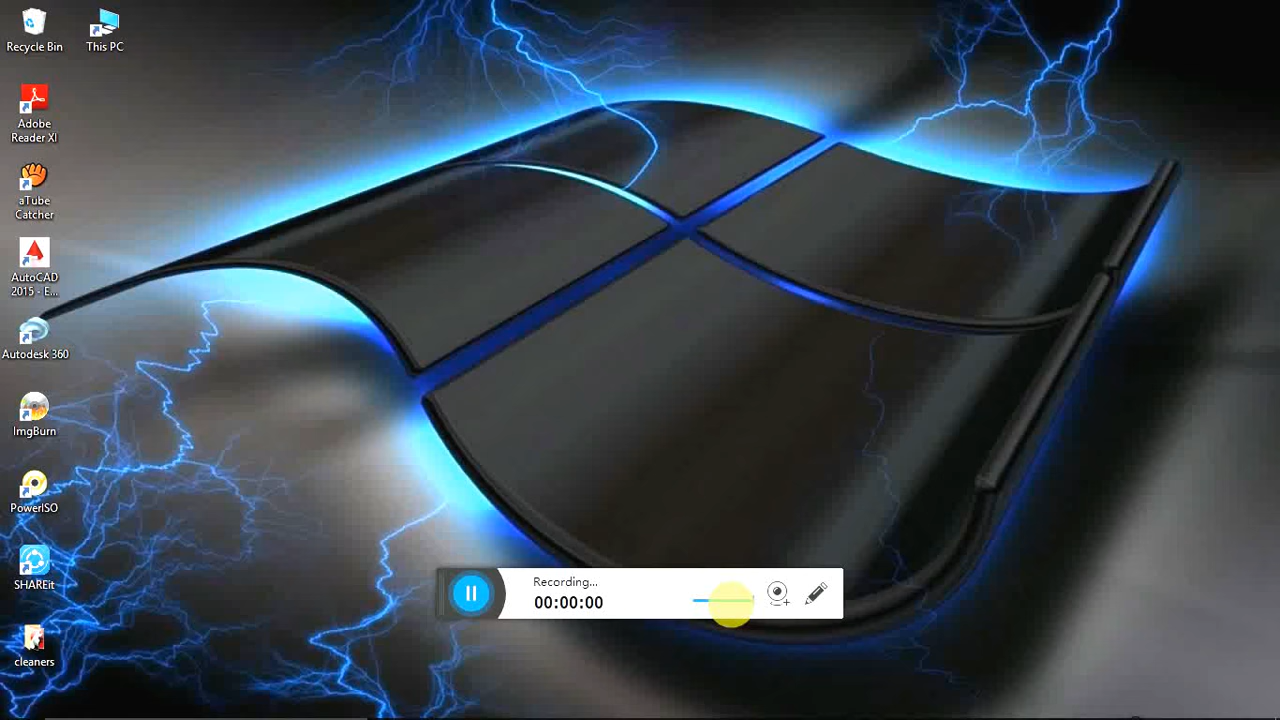 Recycle Bin
This PC
Adobe
Reader XI
aTube
Catcher
AutoCAD
2015 - E...
Autodesk 360
ImgBurn
PowerISO
SHAREit
cleaners
Recording...
00:00:00